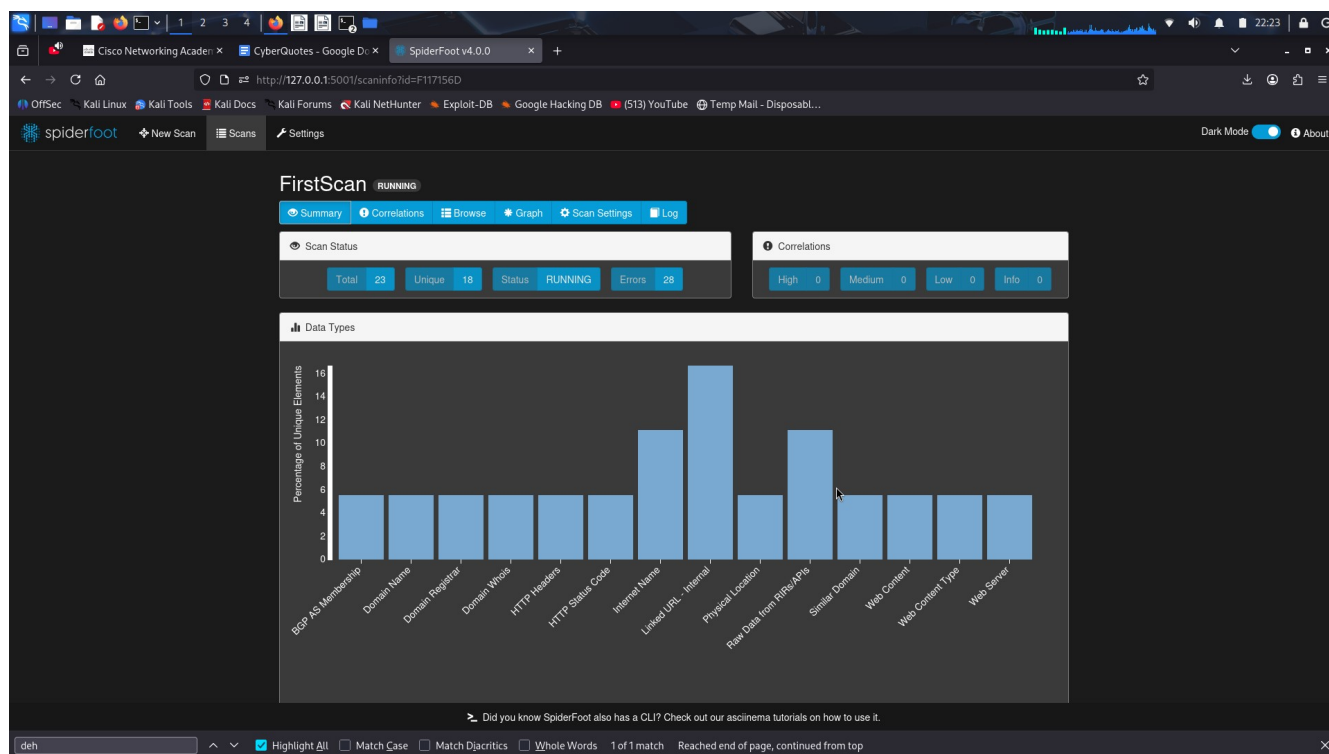 1 2 3 4 22:23 G
Cisco Networking Academ × CyberQuotes - Google Do × SpiderFoot v4.0.0 × +
http://127.0.0.1:5001/scaninfo?id=F117156D
OffSec Kali Linux Kali Tools Kali Docs Kali Forums Kali NetHunter Exploit-DB Google Hacking DB (513) YouTube Temp Mail - Disposabl...
spiderfoot New Scan Scans Settings Dark Mode About
FirstScan RUNNING
Summary Correlations Browse Graph Scan Settings Log
Scan Status
Total 23 Unique 18 Status RUNNING Errors 28
Correlations
High 0 Medium 0 Low 0 Info 0
Data Types
Percentage of Unique Elements
16
14
12
10
8
6
4
2
0
BGP AS Membership
Domain Name
Domain Registrar
Domain Whois
HTTP Headers
HTTP Status Code
Internet Name
Linked URL - Internal
Physical Location
Raw Data from RIRs/APIs
Similar Domain
Web Content
Web Content Type
Web Server
Did you know SpiderFoot also has a CLI? Check out our asciinema tutorials on how to use it.
deh Highlight All Match Case Match Diacritics Whole Words 1 of 1 match Reached end of page, continued from top